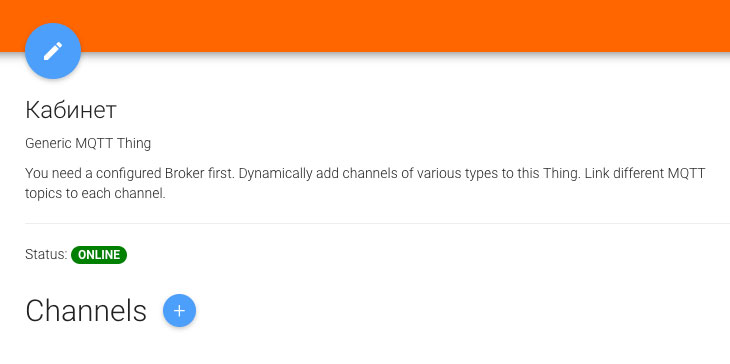 Кабинет
Generic MQTT Thing
You need a configured Broker first. Dynamically add channels of various types to this Thing. Link different MQTT
topics to each channel.
Status: ONLINE
Channels +